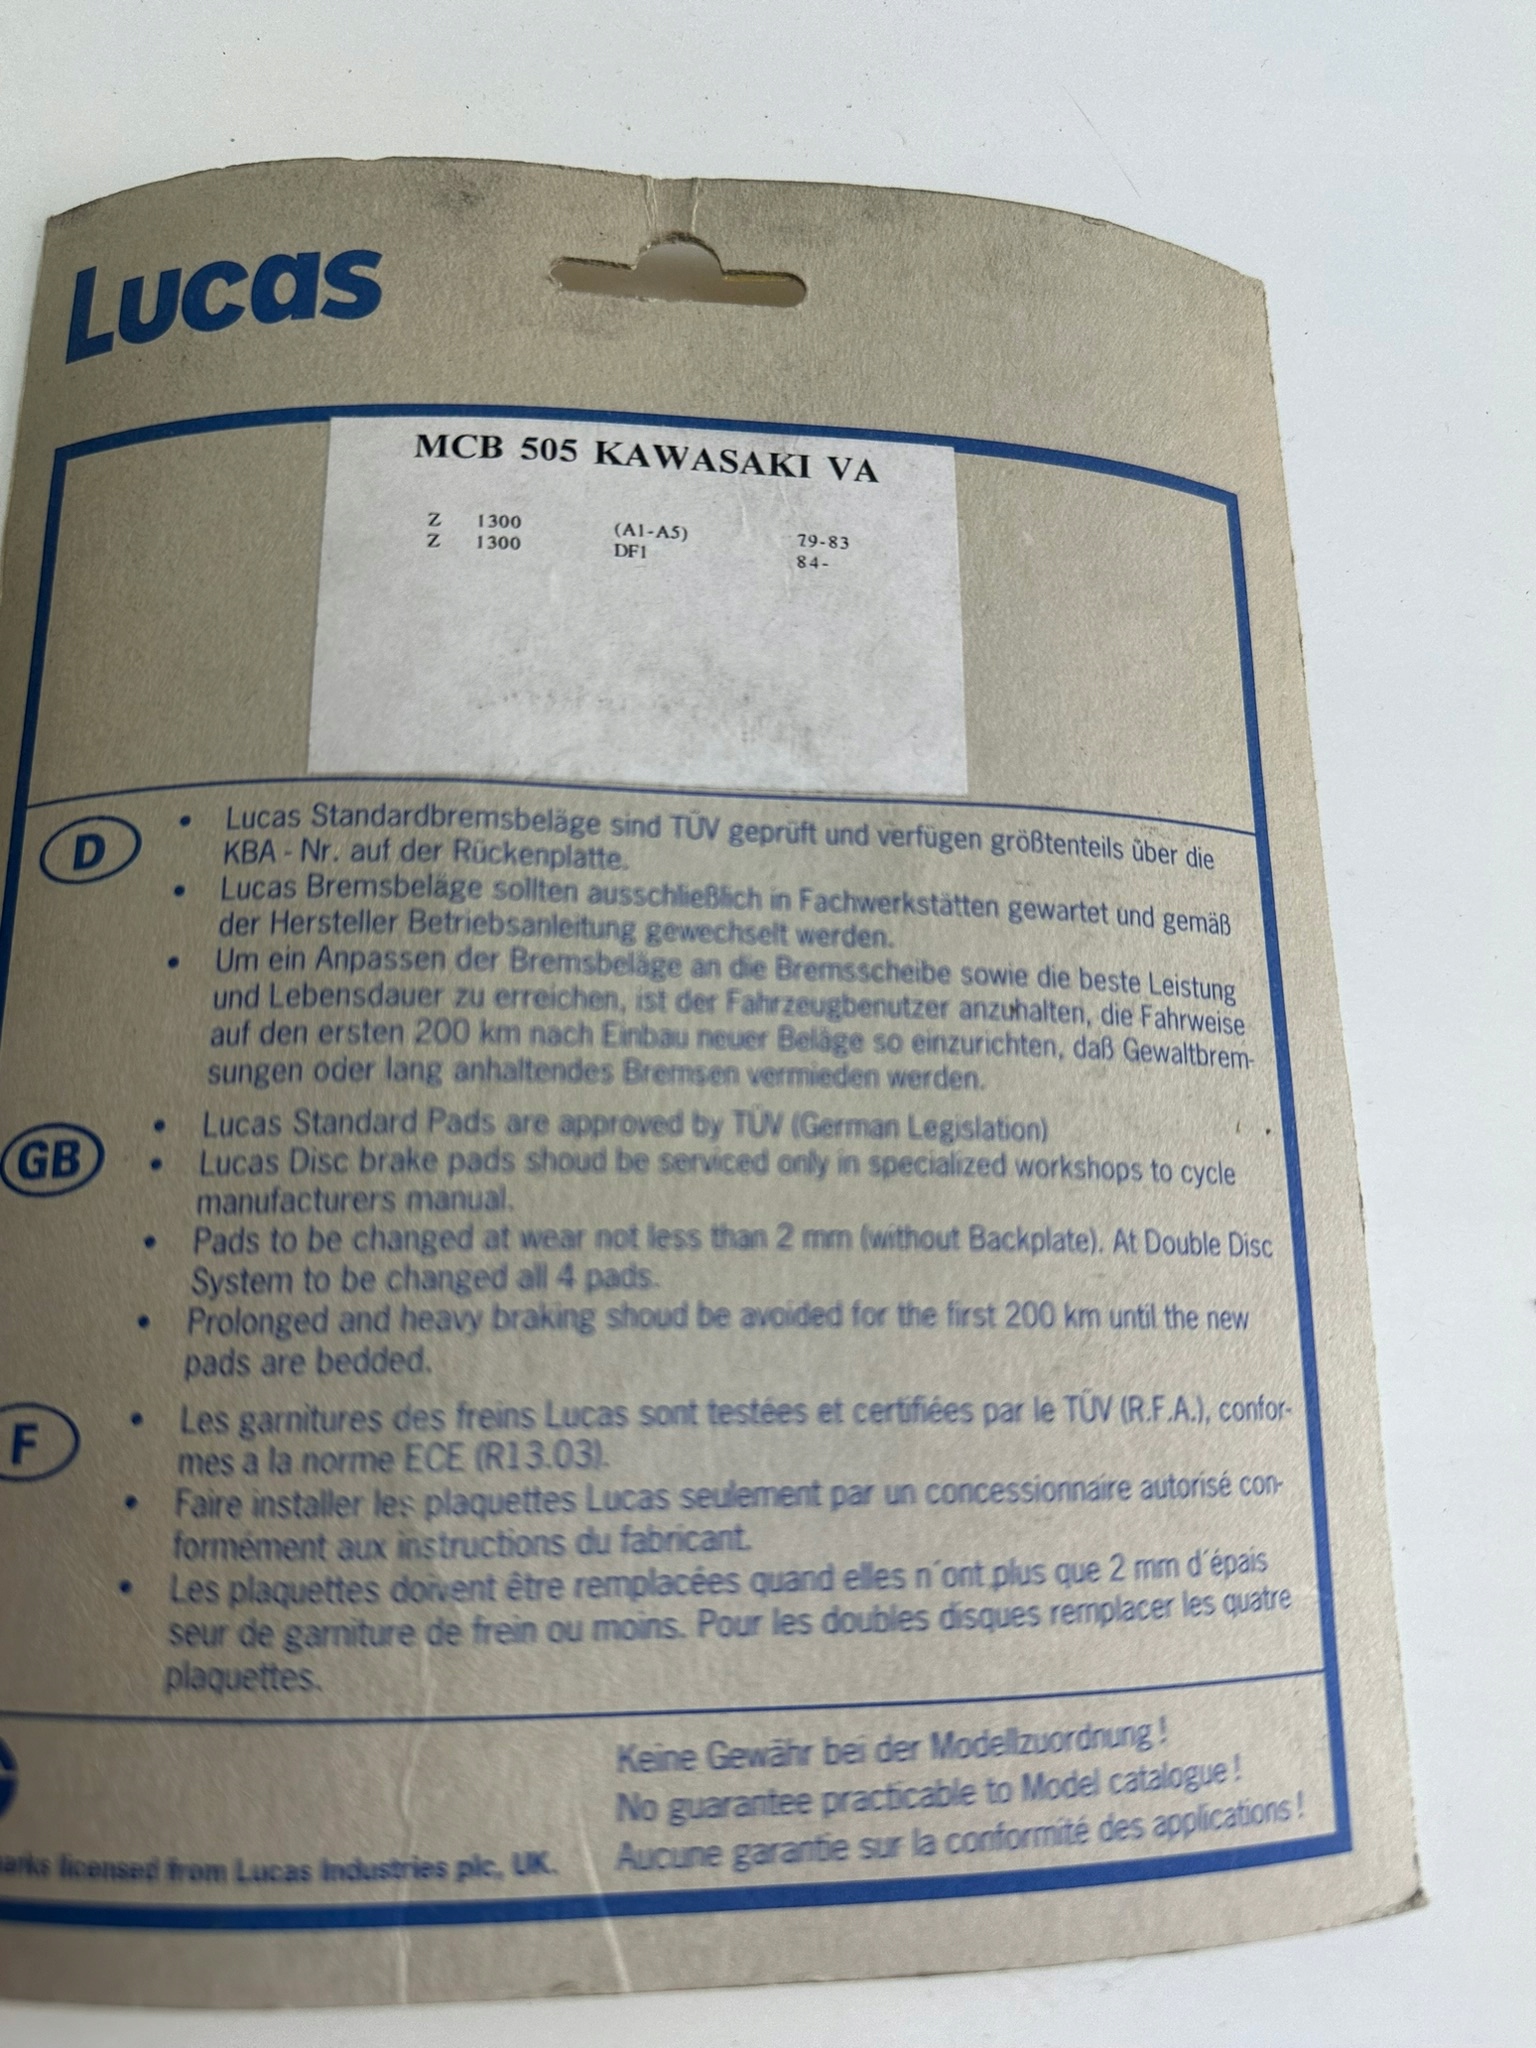 Lucas
MCB 505 KAWASAKI VA
Z 1300 (A1-A5) 79-83
Z 1300 DF1 84-
D
• Lucas Standardbremsbeläge sind TÜV geprüft und verfügen größtenteils über die
KBA - Nr. auf der Rückenplatte.
• Lucas Bremsbeläge sollten ausschließlich in Fachwerkstätten gewartet und gemäß
der Hersteller Betriebsanleitung gewechselt werden.
• Um ein Anpassen der Bremsbeläge an die Bremsscheibe sowie die beste Leistung
und Lebensdauer zu erreichen, ist der Fahrzeugbenutzer anzuhalten, die Fahrweise
auf den ersten 200 km nach Einbau neuer Beläge so einzurichten, daß Gewaltbrem-
sungen oder lang anhaltendes Bremsen vermieden werden.
GB
• Lucas Standard Pads are approved by TÜV (German Legislation)
• Lucas Disc brake pads shoud be serviced only in specialized workshops to cycle
manufacturers manual.
• Pads to be changed at wear not less than 2 mm (without Backplate). At Double Disc
System to be changed all 4 pads.
• Prolonged and heavy braking shoud be avoided for the first 200 km until the new
pads are bedded.
F
• Les garnitures des freins Lucas sont testées et certifiées par le TÜV (R.F.A.), confor-
mes a la norme ECE (R13.03).
• Faire installer les plaquettes Lucas seulement par un concessionnaire autorisé con-
formément aux instructions du fabricant.
• Les plaquettes doivent être remplacées quand elles n´ont plus que 2 mm d´épais
seur de garniture de frein ou moins. Pour les doubles disques remplacer les quatre
plaquettes.
Keine Gewähr bei der Modellzuordnung!
No guarantee practicable to Model catalogue!
Aucune garantie sur la conformité des applications!
licensed from Lucas Industries plc, UK.